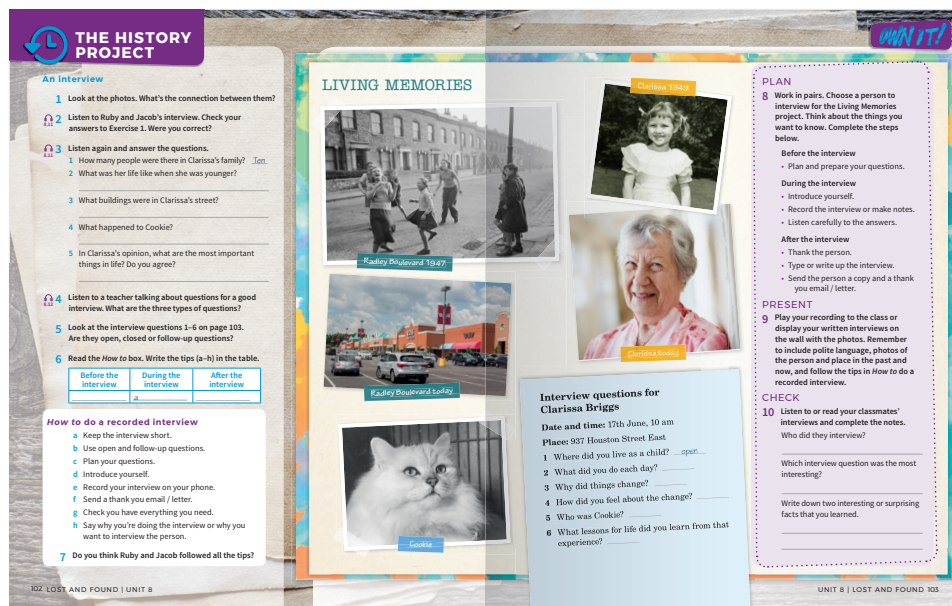 THE HISTORY
PROJECT
OWN IT!
An interview
1 Look at the photos. What's the connection between them?
2 Listen to Ruby and Jacob's interview. Check your
answers to Exercise 1. Were you correct?
3 Listen again and answer the questions.
1 How many people were there in Clarissa's family? Ten
2 What was her life like when she was younger?
3 What buildings were in Clarissa's street?
4 What happened to Cookie?
5 In Clarissa's opinion, what are the most important
things in life? Do you agree?
4 Listen to a teacher talking about questions for a good
interview. What are the three types of questions?
5 Look at the interview questions 1–6 on page 103.
Are they open, closed or follow-up questions?
6 Read the How to box. Write the tips (a–h) in the table.
Before the interview
During the interview
After the interview
a
How to do a recorded interview
a Keep the interview short.
b Use open and follow-up questions.
c Plan your questions.
d Introduce yourself.
e Record your interview on your phone.
f Send a thank you email / letter.
g Check you have everything you need.
h Say why you're doing the interview or why you
want to interview the person.
7 Do you think Ruby and Jacob followed all the tips?
102 LOST AND FOUND | UNIT 8
LIVING MEMORIES
Radley Boulevard 1947
Clarissa 1946
Radley Boulevard today
Clarissa today
Cookie
Interview questions for
Clarissa Briggs
Date and time: 17th June, 10 am
Place: 937 Houston Street East
1 Where did you live as a child? open
2 What did you do each day?
3 Why did things change?
4 How did you feel about the change?
5 Who was Cookie?
6 What lessons for life did you learn from that
experience?
PLAN
8 Work in pairs. Choose a person to
interview for the Living Memories
project. Think about the things you
want to know. Complete the steps
below.
Before the interview
• Plan and prepare your questions.
During the interview
• Introduce yourself.
• Record the interview or make notes.
• Listen carefully to the answers.
After the interview
• Thank the person.
• Type or write up the interview.
• Send the person a copy and a thank
you email / letter.
PRESENT
9 Play your recording to the class or
display your written interviews on
the wall with the photos. Remember
to include polite language, photos of
the person and place in the past and
now, and follow the tips in How to do a
recorded interview.
CHECK
10 Listen to or read your classmates'
interviews and complete the notes.
Who did they interview?
Which interview question was the most
interesting?
Write down two interesting or surprising
facts that you learned.
UNIT 8 | LOST AND FOUND 103